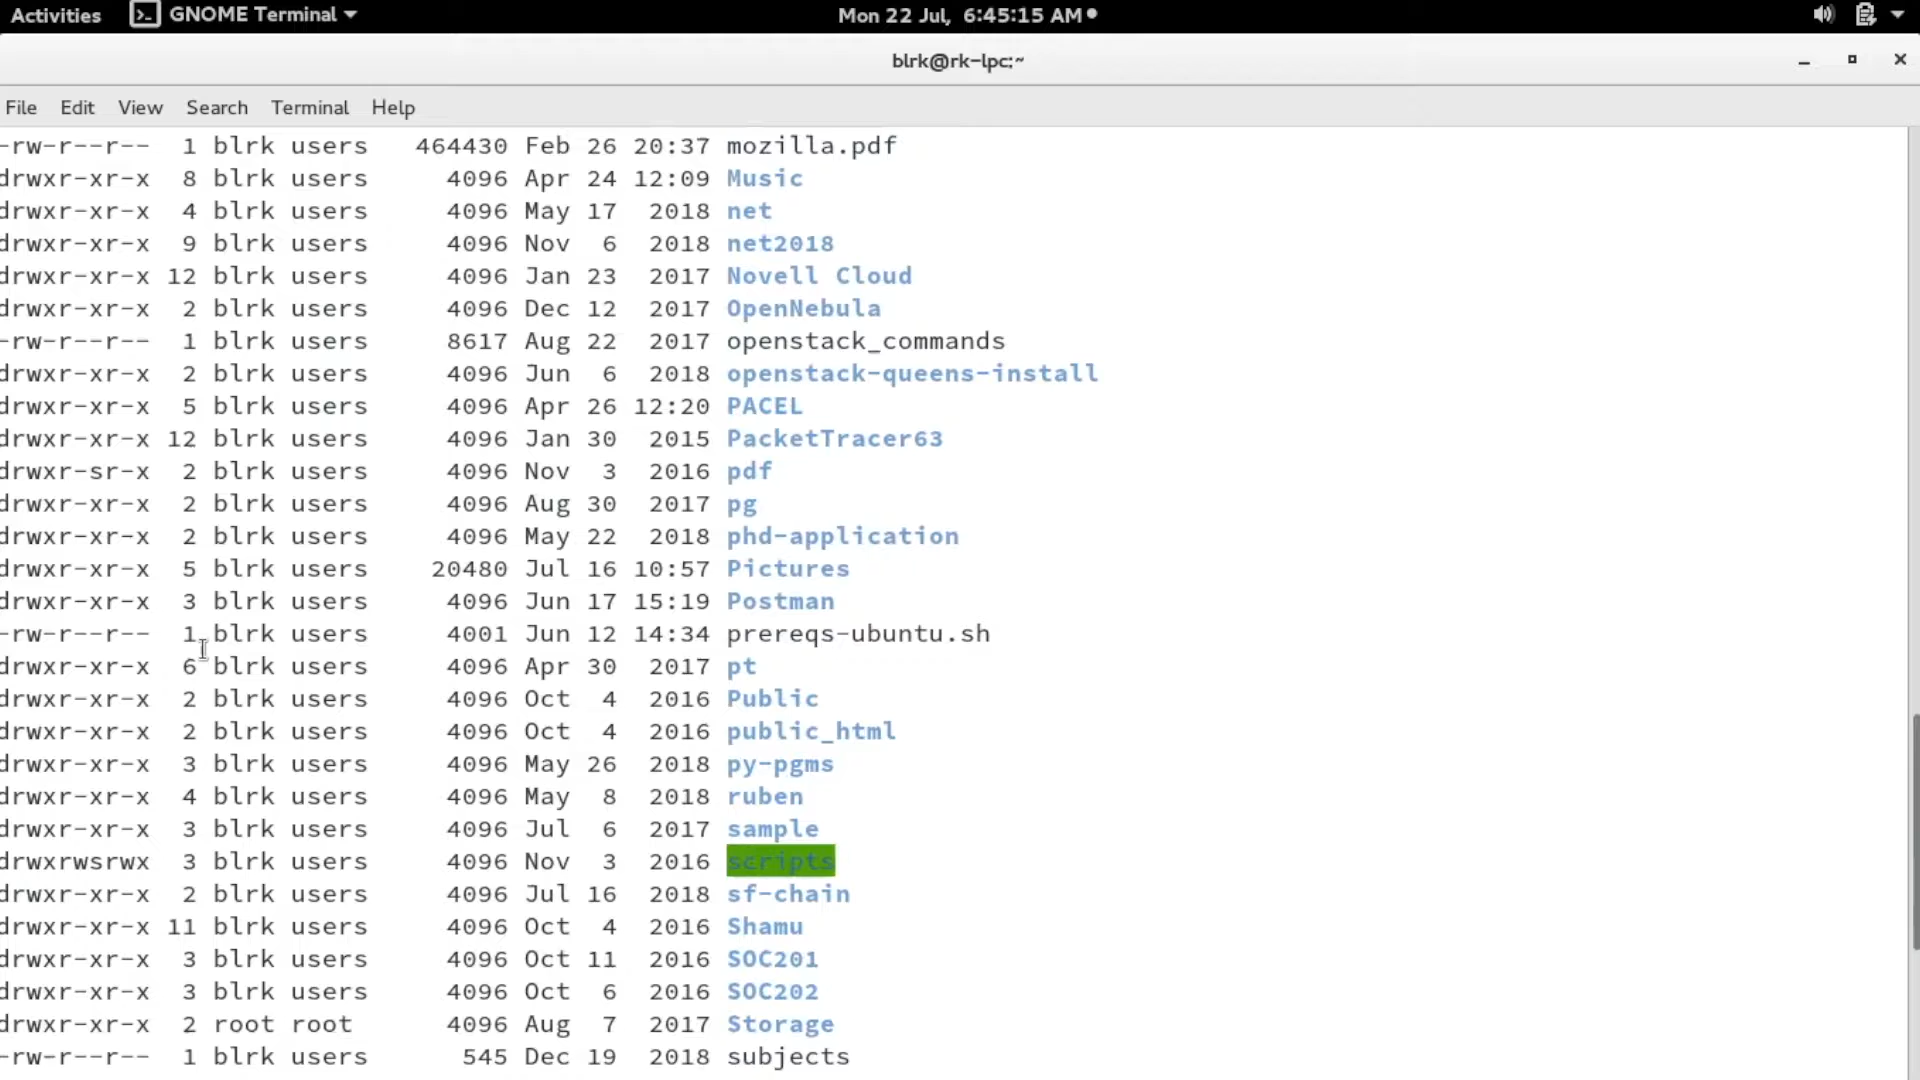 Activities GNOME Terminal Mon 22 Jul, 6:45:15 AM
blrk@rk-lpc:~
File Edit View Search Terminal Help
-rw-r--r-- 1 blrk users 464430 Feb 26 20:37 mozilla.pdf
drwxr-xr-x 8 blrk users 4096 Apr 24 12:09 Music
drwxr-xr-x 4 blrk users 4096 May 17 2018 net
drwxr-xr-x 9 blrk users 4096 Nov 6 2018 net2018
drwxr-xr-x 12 blrk users 4096 Jan 23 2017 Novell Cloud
drwxr-xr-x 2 blrk users 4096 Dec 12 2017 OpenNebula
-rw-r--r-- 1 blrk users 8617 Aug 22 2017 openstack_commands
drwxr-xr-x 2 blrk users 4096 Jun 6 2018 openstack-queens-install
drwxr-xr-x 5 blrk users 4096 Apr 26 12:20 PACEL
drwxr-xr-x 12 blrk users 4096 Jan 30 2015 PacketTracer63
drwxr-sr-x 2 blrk users 4096 Nov 3 2016 pdf
drwxr-xr-x 2 blrk users 4096 Aug 30 2017 pg
drwxr-xr-x 2 blrk users 4096 May 22 2018 phd-application
drwxr-xr-x 5 blrk users 20480 Jul 16 10:57 Pictures
drwxr-xr-x 3 blrk users 4096 Jun 17 15:19 Postman
-rw-r--r-- 1 blrk users 4001 Jun 12 14:34 prereqs-ubuntu.sh
drwxr-xr-x 6 blrk users 4096 Apr 30 2017 pt
drwxr-xr-x 2 blrk users 4096 Oct 4 2016 Public
drwxr-xr-x 2 blrk users 4096 Oct 4 2016 public_html
drwxr-xr-x 3 blrk users 4096 May 26 2018 py-pgms
drwxr-xr-x 4 blrk users 4096 May 8 2018 ruben
drwxr-xr-x 3 blrk users 4096 Jul 6 2017 sample
drwxrwsrwx 3 blrk users 4096 Nov 3 2016 scripts
drwxr-xr-x 2 blrk users 4096 Jul 16 2018 sf-chain
drwxr-xr-x 11 blrk users 4096 Oct 4 2016 Shamu
drwxr-xr-x 3 blrk users 4096 Oct 11 2016 SOC201
drwxr-xr-x 3 blrk users 4096 Oct 6 2016 SOC202
drwxr-xr-x 2 root root 4096 Aug 7 2017 Storage
-rw-r--r-- 1 blrk users 545 Dec 19 2018 subjects